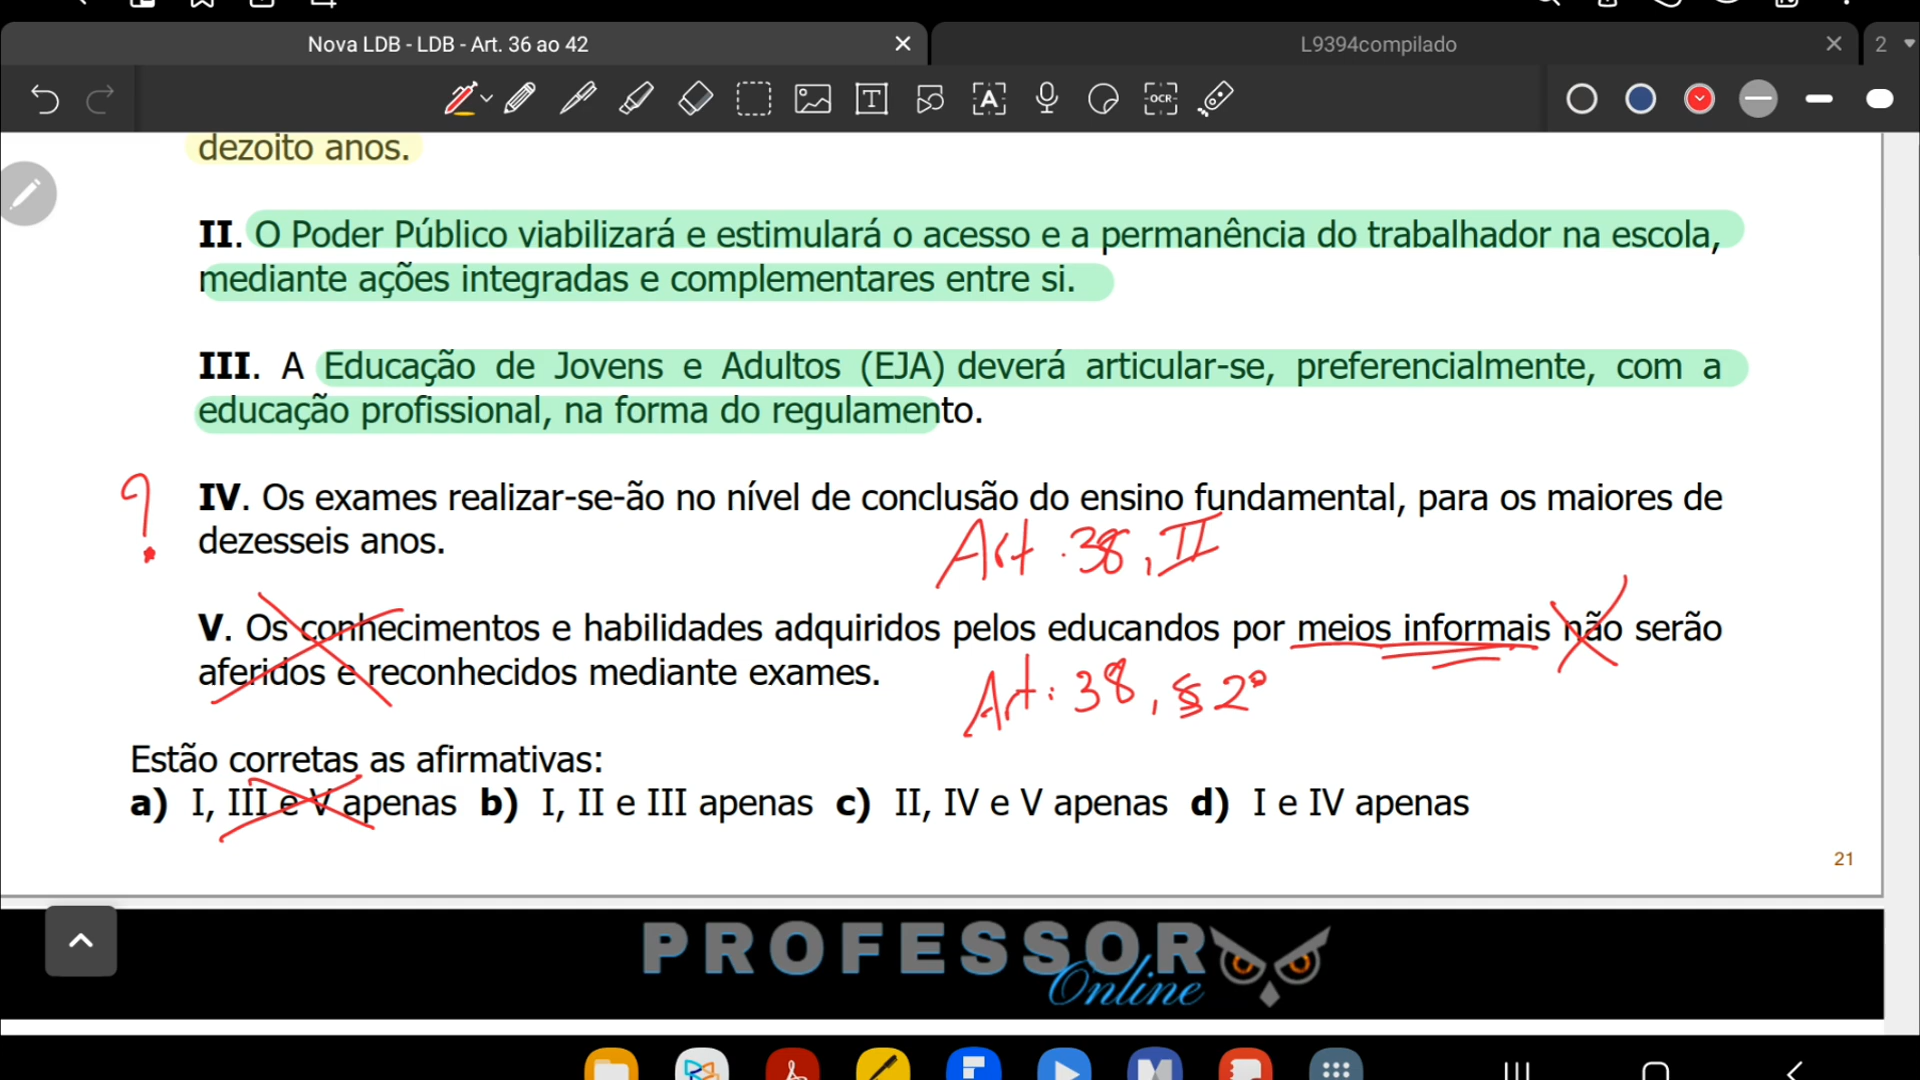 Nova LDB - LDB - Art. 36 ao 42
L9394compilado
2
T
A
OCR
dezoito anos.
II. O Poder Público viabilizará e estimulará o acesso e a permanência do trabalhador na escola,
mediante ações integradas e complementares entre si.
III. A Educação de Jovens e Adultos (EJA) deverá articular-se, preferencialmente, com a
educação profissional, na forma do regulamento.
?
IV. Os exames realizar-se-ão no nível de conclusão do ensino fundamental, para os maiores de
dezesseis anos.
Art. 38, II
V. Os conhecimentos e habilidades adquiridos pelos educandos por meios informais não serão
aferidos e reconhecidos mediante exames.
Art. 38, § 2º
Estão corretas as afirmativas:
a) I, III e V apenas b) I, II e III apenas c) II, IV e V apenas d) I e IV apenas
21
PROFESSOR
Online